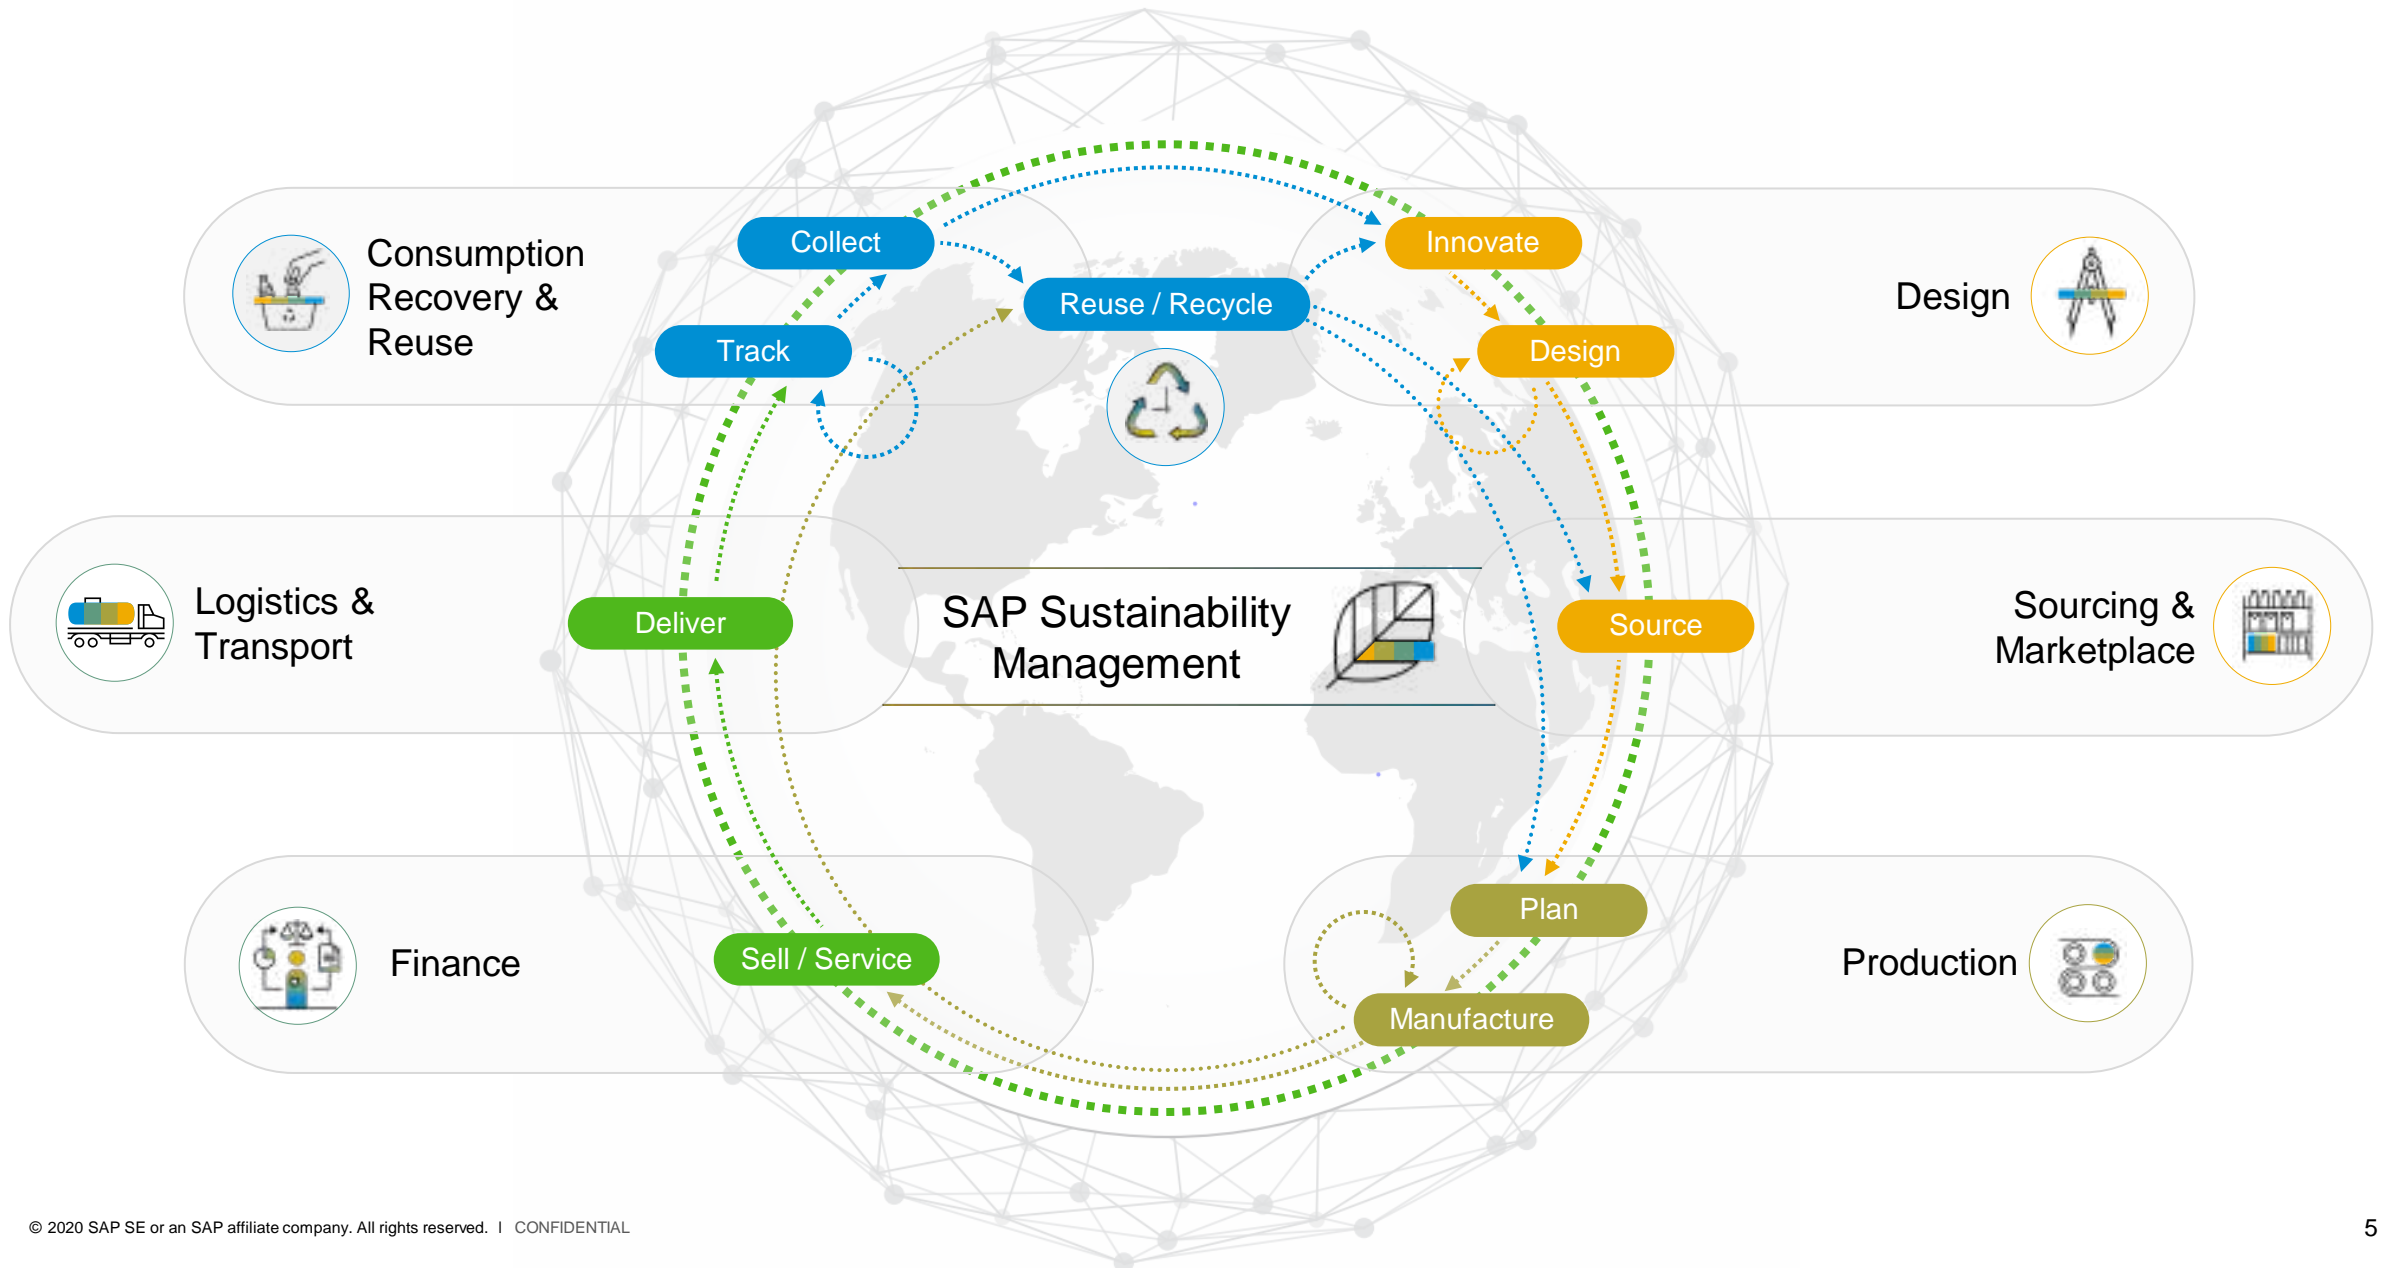 Collect
Innovate
Consumption
Recovery &
Reuse
Reuse / Recycle
Design
Track
Design
Logistics &
Transport
Deliver
SAP Sustainability
Management
Source
Sourcing &
Marketplace
Plan
Finance
Sell / Service
Production
Manufacture
© 2020 SAP SE or an SAP affiliate company. All rights reserved. I CONFIDENTIAL
5